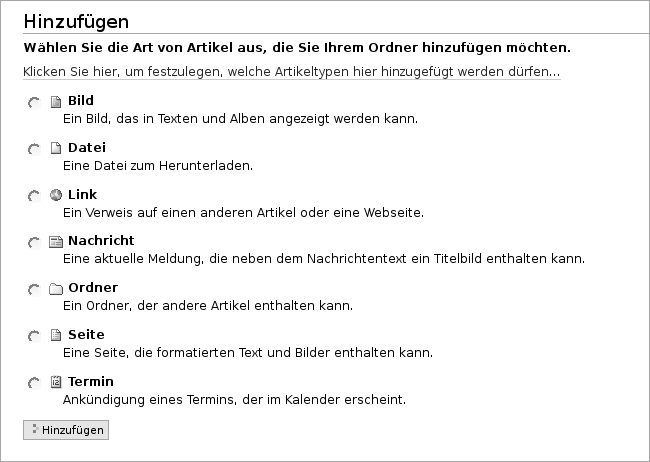 Hinzufügen
Wählen Sie die Art von Artikel aus, die Sie Ihrem Ordner hinzufügen möchten.
Klicken Sie hier, um festzulegen, welche Artikeltypen hier hinzugefügt werden dürfen...
Bild
Ein Bild, das in Texten und Alben angezeigt werden kann.
Datei
Eine Datei zum Herunterladen.
Link
Ein Verweis auf einen anderen Artikel oder eine Webseite.
Nachricht
Eine aktuelle Meldung, die neben dem Nachrichtentext ein Titelbild enthalten kann.
Ordner
Ein Ordner, der andere Artikel enthalten kann.
Seite
Eine Seite, die formatierten Text und Bilder enthalten kann.
Termin
Ankündigung eines Termins, der im Kalender erscheint.
Hinzufügen